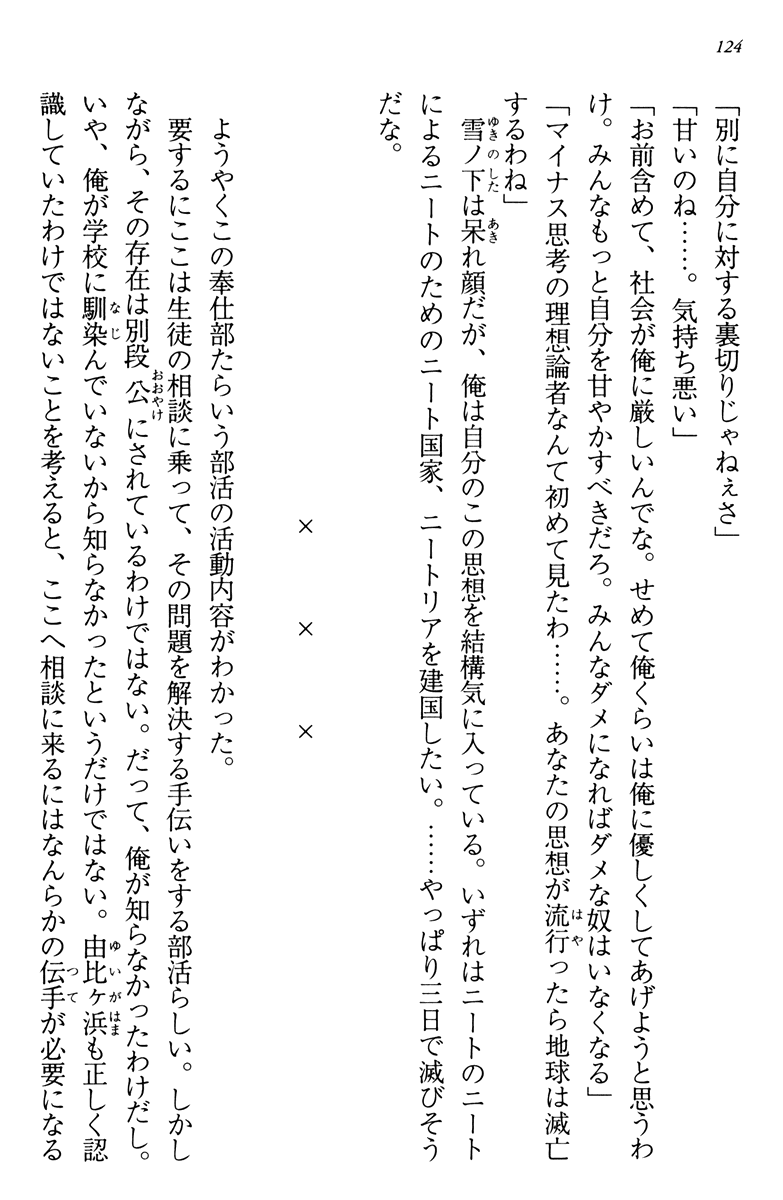 124
「別に自分に対する裏切りじゃねぇさ」
「甘いのね……。気持ち悪い」
「お前含めて、社会が俺に厳しいんでな。せめて俺くらいは俺に優しくしてあげようと思うわ
け。みんなもっと自分を甘やかすべきだろ。みんなダメになればダメな奴はいなくなる」
「マイナス思考の理想論者なんて初めて見たわ……。あなたの思想が流行ったら地球は滅亡
するわね」
雪ノ下は呆れ顔だが、俺は自分のこの思想を結構気に入っている。いずれはニートのニート
によるニートのためのニート国家、ニートリアを建国したい。……やっぱり三日で滅びそう
だな。
× × ×
ようやくこの奉仕部たらいう部活の活動内容がわかった。
要するにここは生徒の相談に乗って、その問題を解決する手伝いをする部活らしい。しかし
ながら、その存在は別段公にされているわけではない。だって、俺が知らなかったわけだし。
いや、俺が学校に馴染んでいないから知らなかったというだけではない。由比ヶ浜も正しく認
識していたわけではないことを考えると、ここへ相談に来るにはなんらかの伝手が必要になる